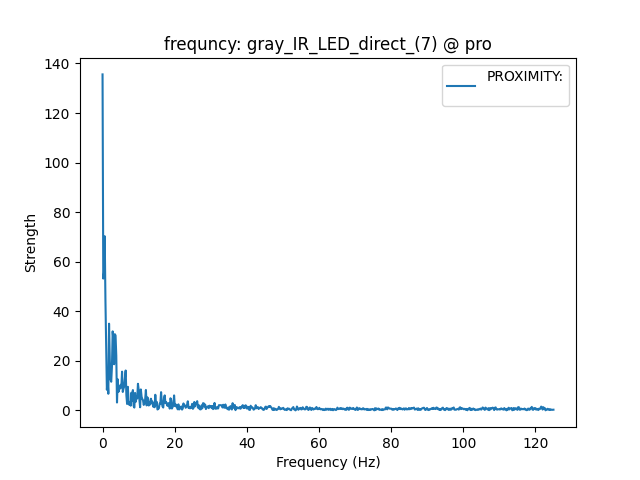 frequncy: gray_IR_LED_direct_(7) @ pro
PROXIMITY:
140
120
100
80
60
40
20
0
Strength
0 20 40 60 80 100 120
Frequency (Hz)